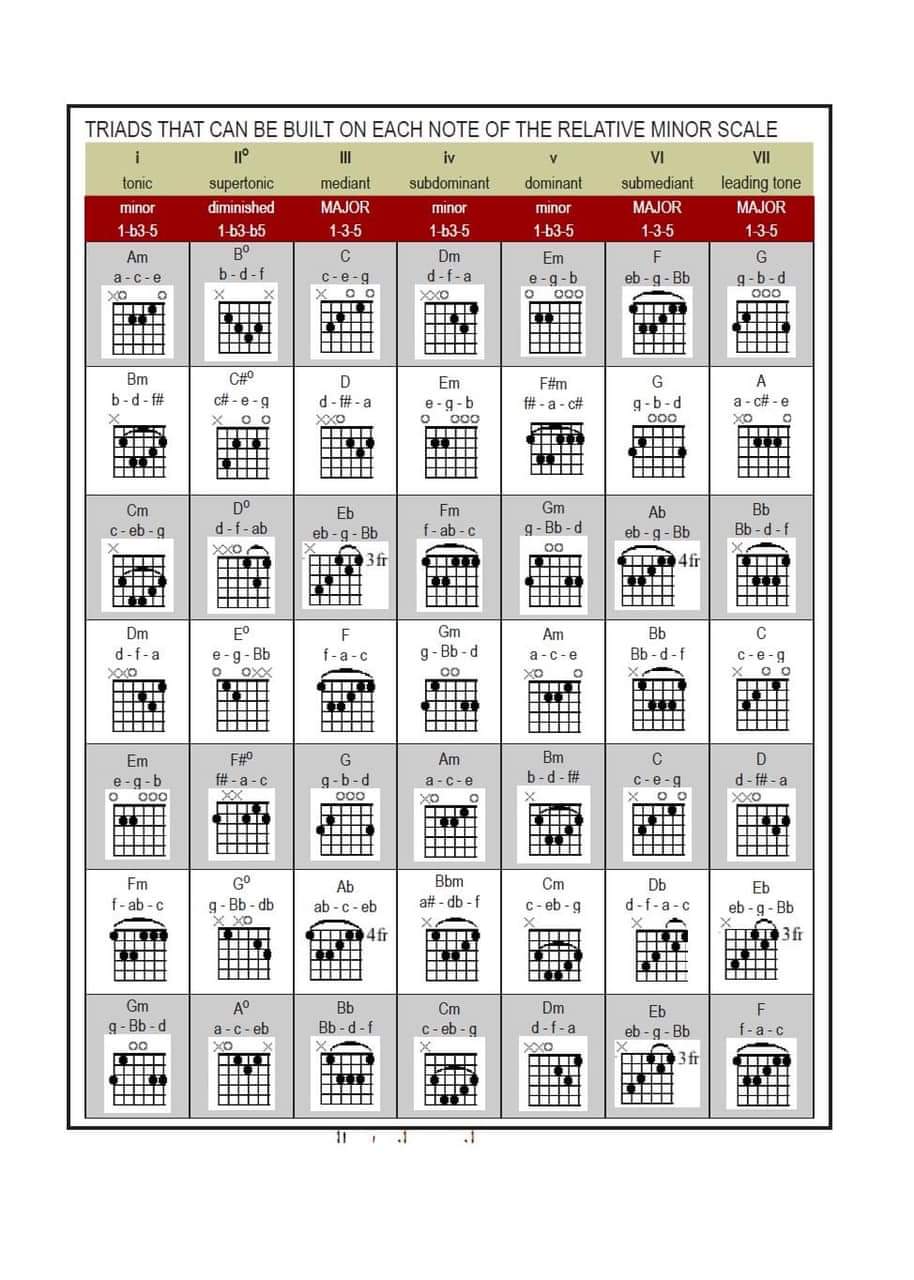 TRIADS THAT CAN BE BUILT ON EACH NOTE OF THE RELATIVE MINOR SCALE
i IIº III iv v VI VII
tonic supertonic mediant subdominant dominant submediant leading tone
minor diminished MAJOR minor minor MAJOR MAJOR
1-b3-5 1-b3-b5 1-3-5 1-b3-5 1-b3-5 1-3-5 1-3-5
Am Bº C Dm Em F G
a - c - e b - d - f c - e - g d - f - a e - g - b eb - g - Bb g - b - d
Bm C#º D Em F#m G A
b - d - f# c# - e - g d - f# - a e - g - b f# - a - c# g - b - d a - c# - e
Cm Dº Eb Fm Gm Ab Bb
c - eb - g d - f - ab eb - g - Bb f - ab - c g - Bb - d eb - g - Bb Bb - d - f
3fr 4fr
Dm Eº F Gm Am Bb C
d - f - a e - g - Bb f - a - c g - Bb - d a - c - e Bb - d - f c - e - g
Em F#º G Am Bm C D
e - g - b f# - a - c g - b - d a - c - e b - d - f# c - e - g d - f# - a
Fm Gº Ab Bbm Cm Db Eb
f - ab - c g - Bb - db ab - c - eb a# - db - f c - eb - g d - f - a - c eb - g - Bb
4fr 3fr
Gm Aº Bb Cm Dm Eb F
g - Bb - d a - c - eb Bb - d - f c - eb - g d - f - a eb - g - Bb f - a - c
3fr